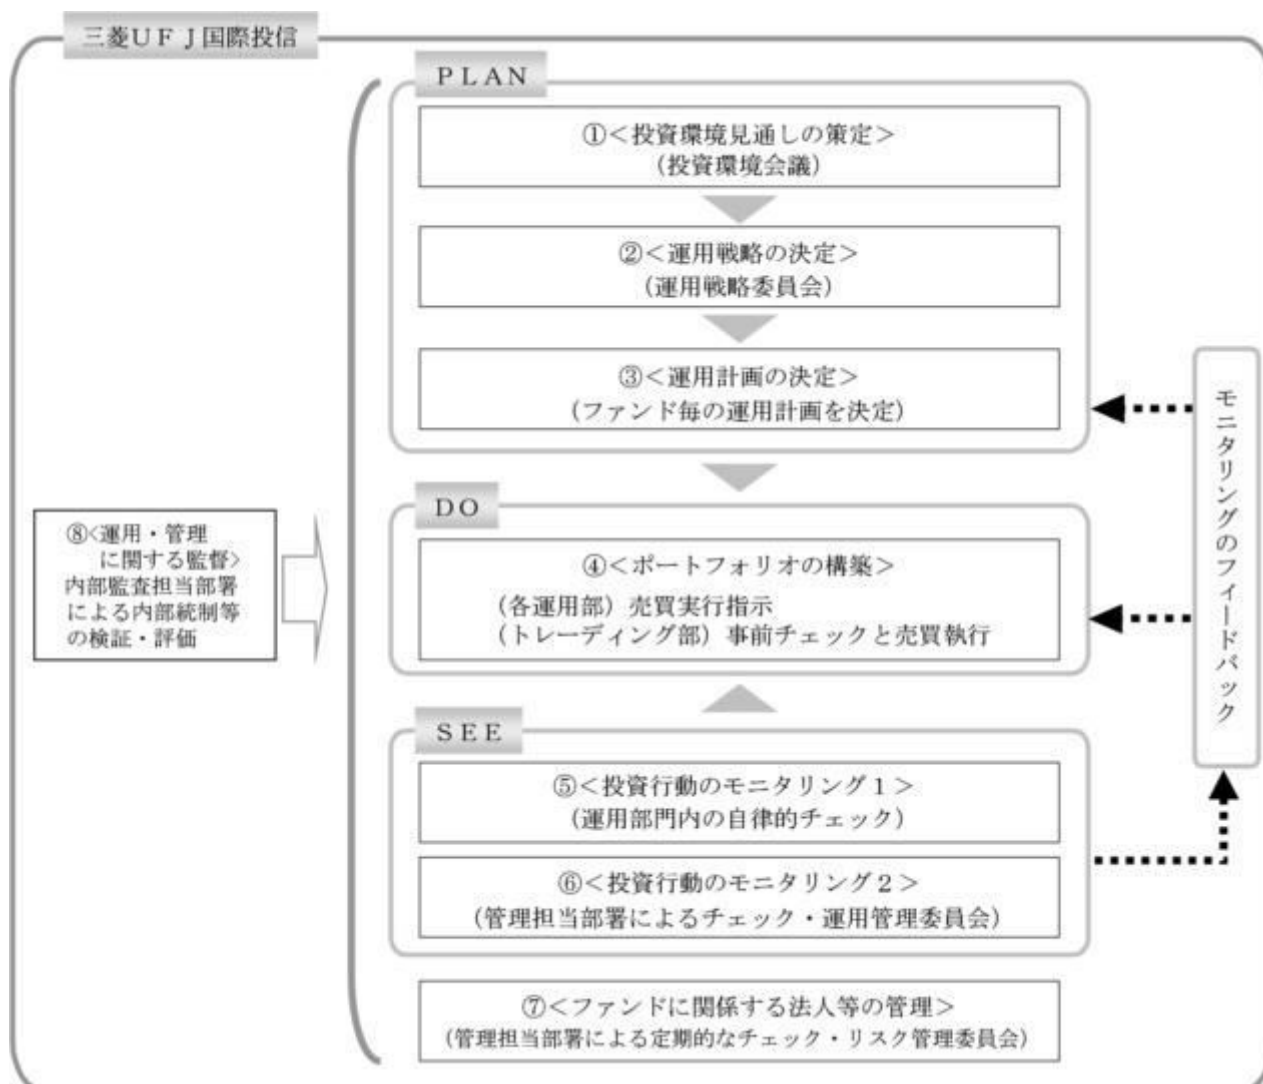 三菱UFJ国際投信
PLAN
①＜投資環境見通しの策定＞
（投資環境会議）
②＜運用戦略の決定＞
（運用戦略委員会）
③＜運用計画の決定＞
（ファンド毎の運用計画を決定）
DO
④＜ポートフォリオの構築＞
（各運用部）売買実行指示
（トレーディング部）事前チェックと売買執行
SEE
⑤＜投資行動のモニタリング１＞
（運用部門内の自律的チェック）
⑥＜投資行動のモニタリング２＞
（管理担当部署によるチェック・運用管理委員会）
⑦＜ファンドに関係する法人等の管理＞
（管理担当部署による定期的なチェック・リスク管理委員会）
⑧<運用・管理
に関する監督>
内部監査担当部署
による内部統制等
の検証・評価
モニタリングのフィードバック